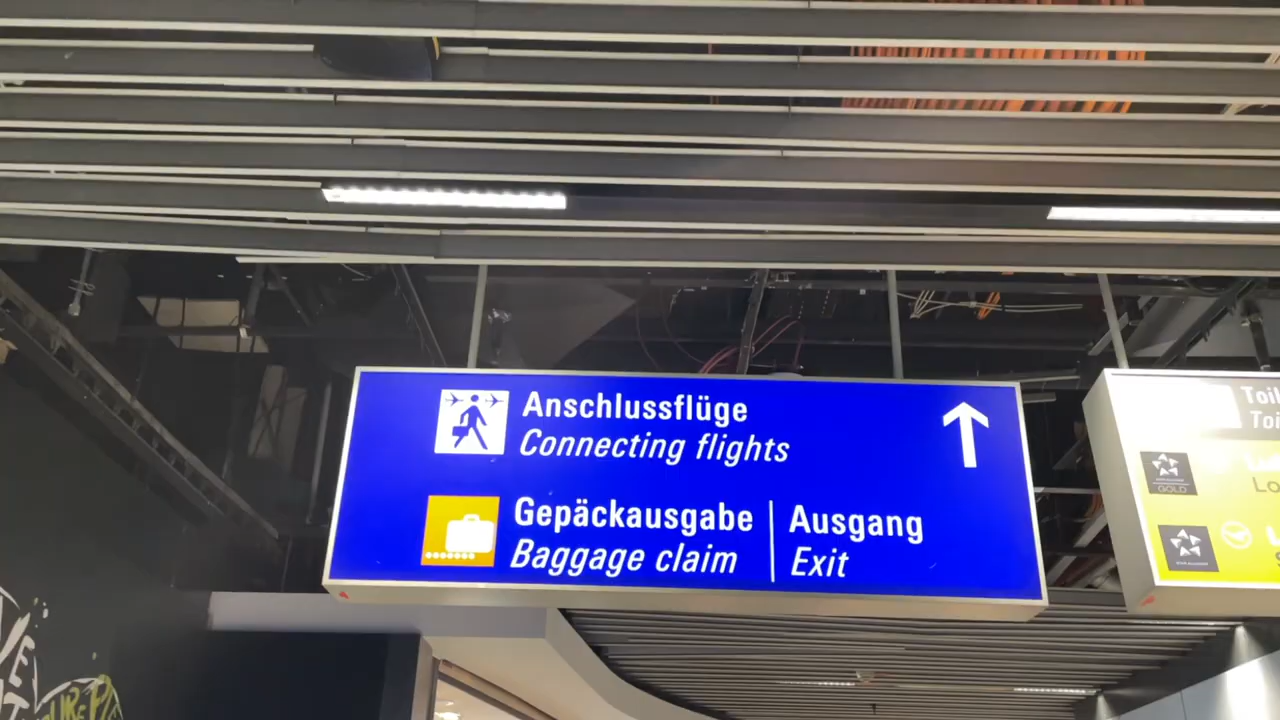 Anschlussflüge
Connecting flights
Gepäckausgabe
Baggage claim
Ausgang
Exit
GOLD